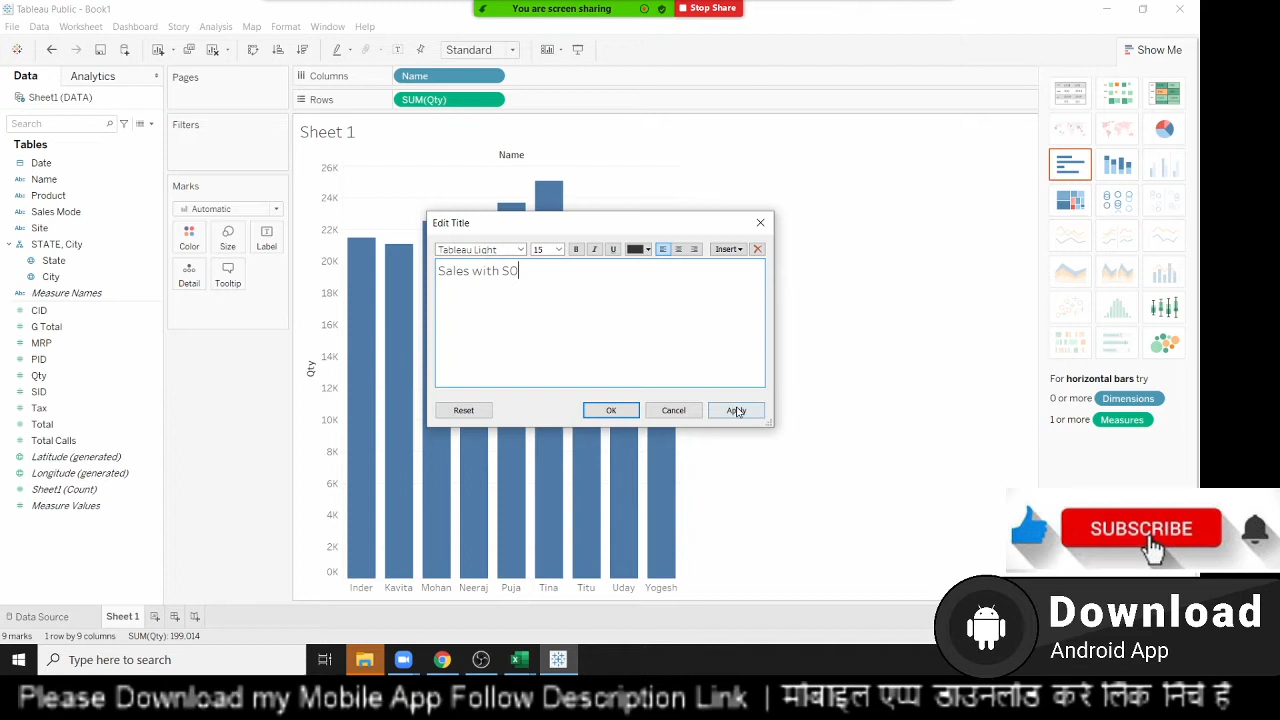 Tableau Public - Book1
You are screen sharing
Stop Share
File Data Worksheet Dashboard Story Analysis Map Format Window Help
Standard
Show Me
Data Analytics
Pages
Columns Name
Sheet1 (DATA)
Rows SUM(Qty)
Search
Filters
Tables
Sheet 1
Date
Abc Name
Abc Product
Abc Sales Mode
Abc Site
STATE, City
State
City
Abc Measure Names
# CID
# G Total
# MRP
# PID
# Qty
# SID
# Tax
# Total
# Total Calls
Latitude (generated)
Longitude (generated)
# Sheet1 (Count)
# Measure Values
Marks
Automatic
Color Size Label
Detail Tooltip
Name
26K
24K
22K
20K
18K
16K
14K
12K
10K
8K
6K
4K
2K
0K
Qty
Inder Kavita Mohan Neeraj Puja Tina Titu Uday Yogesh
Edit Title
Tableau Light 15 B I U Insert
Sales with SO
Reset OK Cancel Apply
For horizontal bars try
0 or more Dimensions
1 or more Measures
SUBSCRIBE
Download
Android App
Data Source Sheet 1
9 marks 1 row by 9 columns SUM(Qty): 199,014
Type here to search
Please Download my Mobile App Follow Description Link | मोबाइल एप्प डाउनलोड करे लिंक निचे है